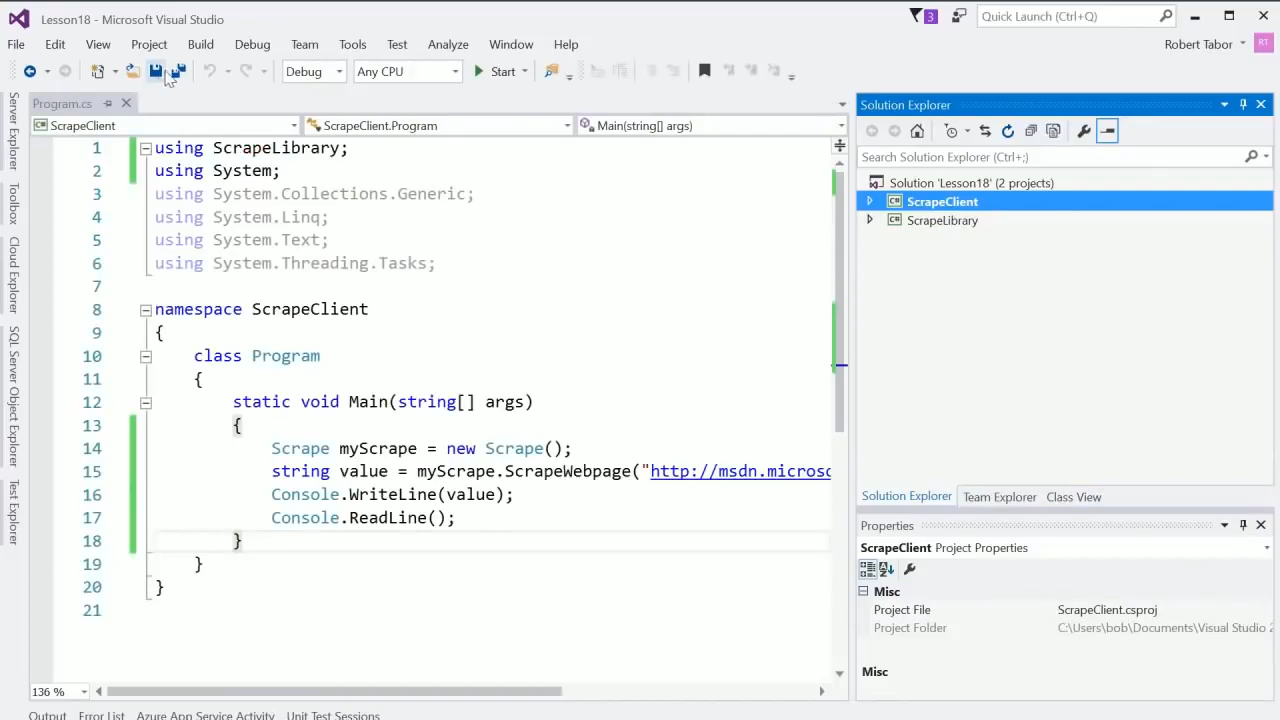 Lesson18 - Microsoft Visual Studio
3
Quick Launch (Ctrl+Q)
File Edit View Project Build Debug Team Tools Test Analyze Window Help
Robert Tabor
RT
Debug
Any CPU
Start
Server Explorer
Toolbox
Cloud Explorer
SQL Server Object Explorer
Test Explorer
Program.cs
ScrapeClient
ScrapeClient.Program
Main(string[] args)
1 using ScrapeLibrary;
2 using System;
3 using System.Collections.Generic;
4 using System.Linq;
5 using System.Text;
6 using System.Threading.Tasks;
7
8 namespace ScrapeClient
9 {
10 class Program
11 {
12 static void Main(string[] args)
13 {
14 Scrape myScrape = new Scrape();
15 string value = myScrape.ScrapeWebpage("http://msdn.microsc
16 Console.WriteLine(value);
17 Console.ReadLine();
18 }
19 }
20 }
21
136 %
Output Error List Azure App Service Activity Unit Test Sessions
Solution Explorer
Search Solution Explorer (Ctrl+;)
Solution 'Lesson18' (2 projects)
C# ScrapeClient
C# ScrapeLibrary
Solution Explorer Team Explorer Class View
Properties
ScrapeClient Project Properties
Misc
Project File ScrapeClient.csproj
Project Folder C:\Users\bob\Documents\Visual Studio 2
Misc